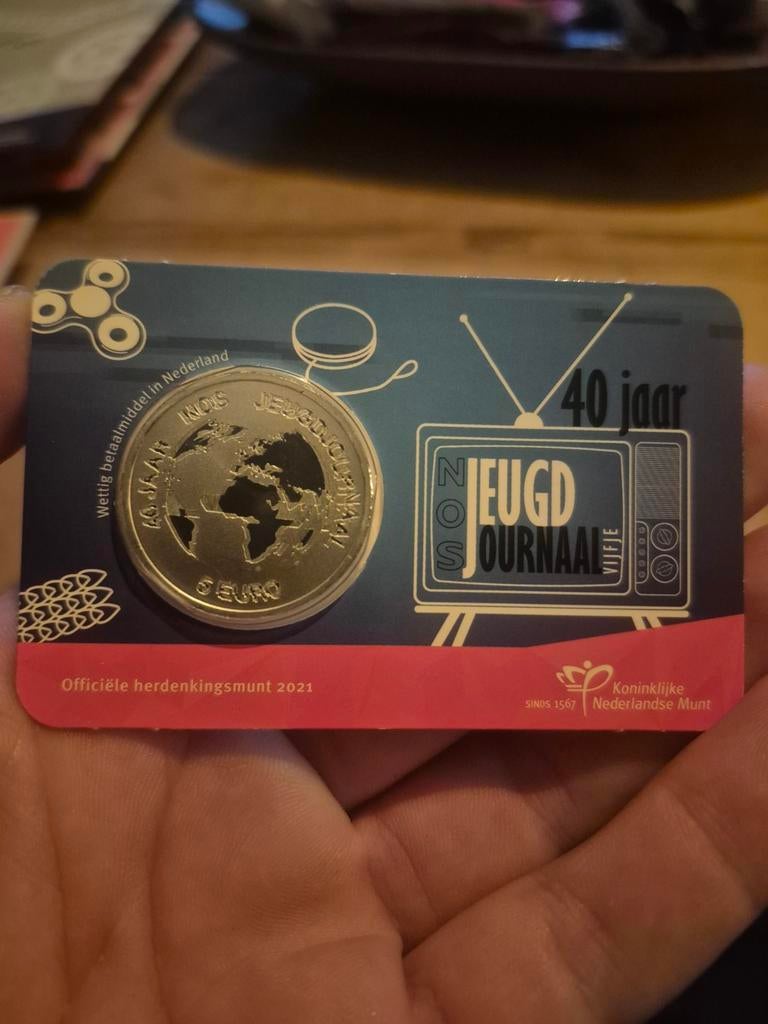 Wettig betaalmiddel in Nederland
40 JAAR NOS JEUGDJOURNAAL
5 EURO
40 jaar
NOS
JEUGD
JOURNAAL
VIJFJE
Officiële herdenkingsmunt 2021
SINDS 1567
Koninklijke
Nederlandse Munt